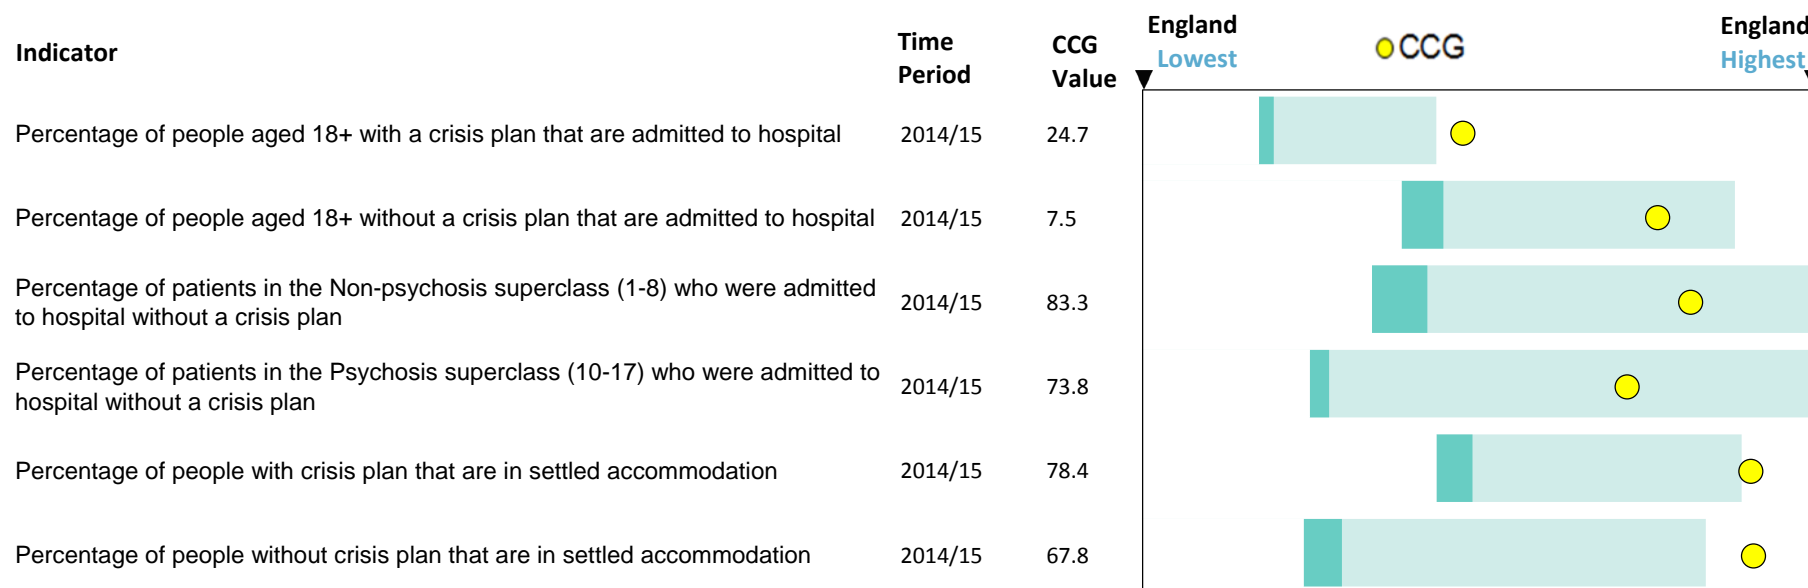 Indicator
Time
Period
CCG
Value
England
Lowest
CCG
England
Highest
Percentage of people aged 18+ with a crisis plan that are admitted to hospital 2014/15 24.7
Percentage of people aged 18+ without a crisis plan that are admitted to hospital 2014/15 7.5
Percentage of patients in the Non-psychosis superclass (1-8) who were admitted
to hospital without a crisis plan
2014/15 83.3
Percentage of patients in the Psychosis superclass (10-17) who were admitted to
hospital without a crisis plan
2014/15 73.8
Percentage of people with crisis plan that are in settled accommodation 2014/15 78.4
Percentage of people without crisis plan that are in settled accommodation 2014/15 67.8